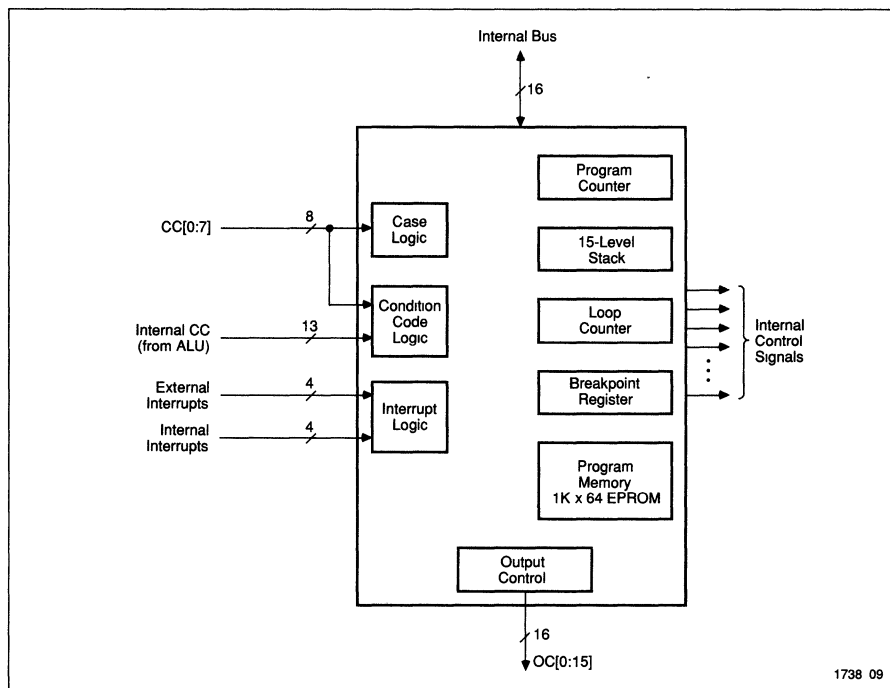 Internal Bus
16
Program
Counter
CC[0:7]
8
Case
Logic
15-Level
Stack
Condition
Code
Logic
Internal CC
(from ALU)
13
Loop
Counter
Internal
Control
Signals
External
Interrupts
4
Internal
Interrupts
4
Interrupt
Logic
Breakpoint
Register
Program
Memory
1K x 64 EPROM
Output
Control
16
OC[0:15]
1738 09